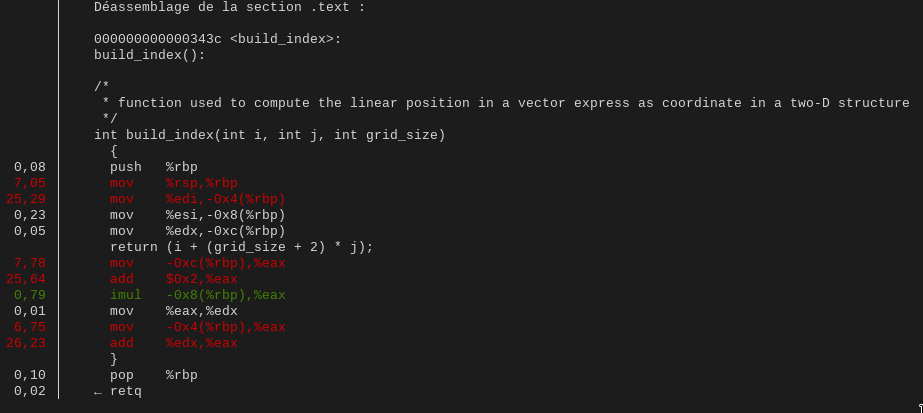 Déassemblage de la section .text :
000000000000343c <build_index>:
build_index():
/*
* function used to compute the linear position in a vector express as coordinate in a two-D structure
*/
int build_index(int i, int j, int grid_size)
{
0,08 push %rbp
7,05 mov %rsp,%rbp
25,29 mov %edi,-0x4(%rbp)
0,23 mov %esi,-0x8(%rbp)
0,05 mov %edx,-0xc(%rbp)
return (i + (grid_size + 2) * j);
7,78 mov -0xc(%rbp),%eax
25,64 add $0x2,%eax
0,79 imul -0x8(%rbp),%eax
0,01 mov %eax,%edx
6,75 mov -0x4(%rbp),%eax
26,23 add %edx,%eax
}
0,10 pop %rbp
0,02 ← retq